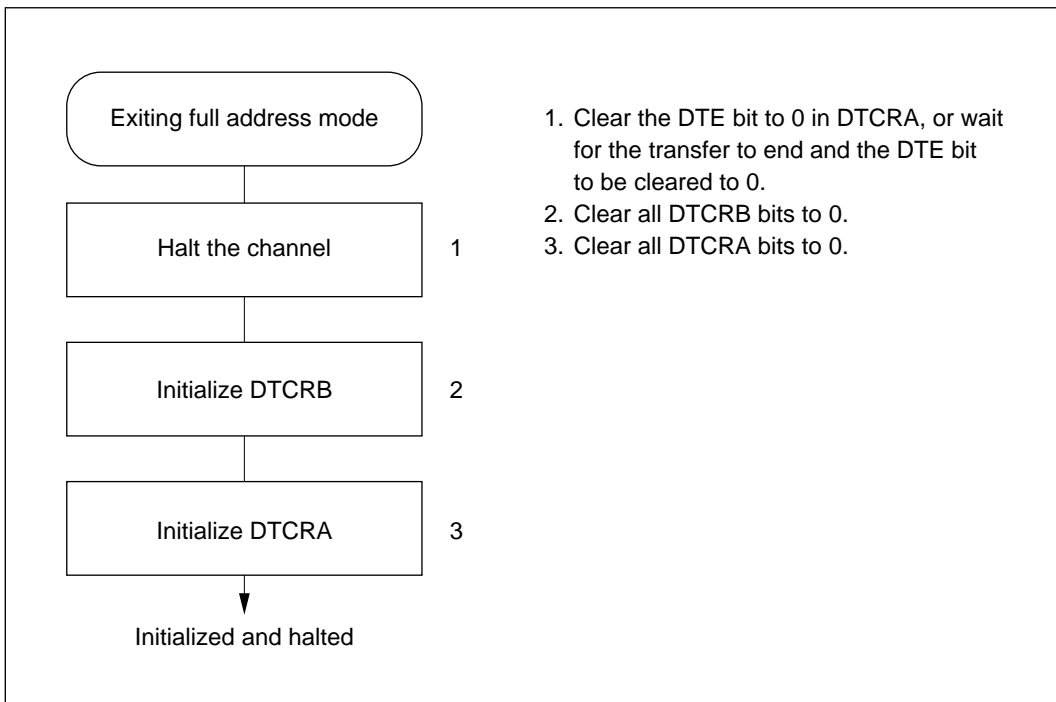 Exiting full address mode
Halt the channel
1
Initialize DTCRB
2
Initialize DTCRA
3
Initialized and halted
1. Clear the DTE bit to 0 in DTCRA, or wait
for the transfer to end and the DTE bit
to be cleared to 0.
2. Clear all DTCRB bits to 0.
3. Clear all DTCRA bits to 0.